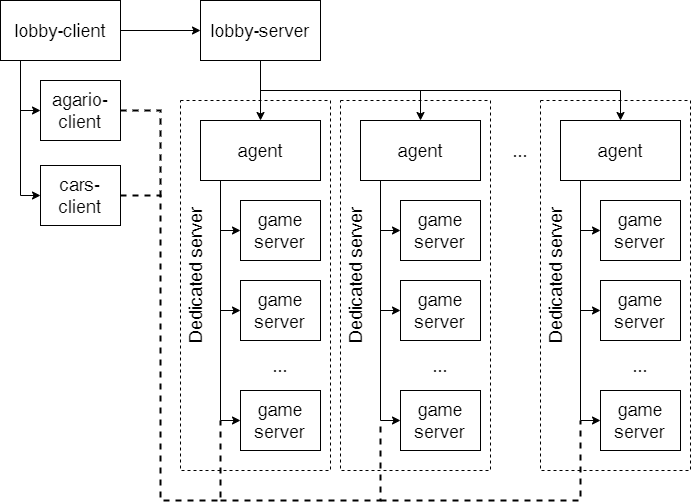 lobby-client
lobby-server
agario-
client
cars-
client
Dedicated server
agent
game
server
game
server
...
game
server
Dedicated server
agent
game
server
game
server
...
game
server
...
Dedicated server
agent
game
server
game
server
...
game
server